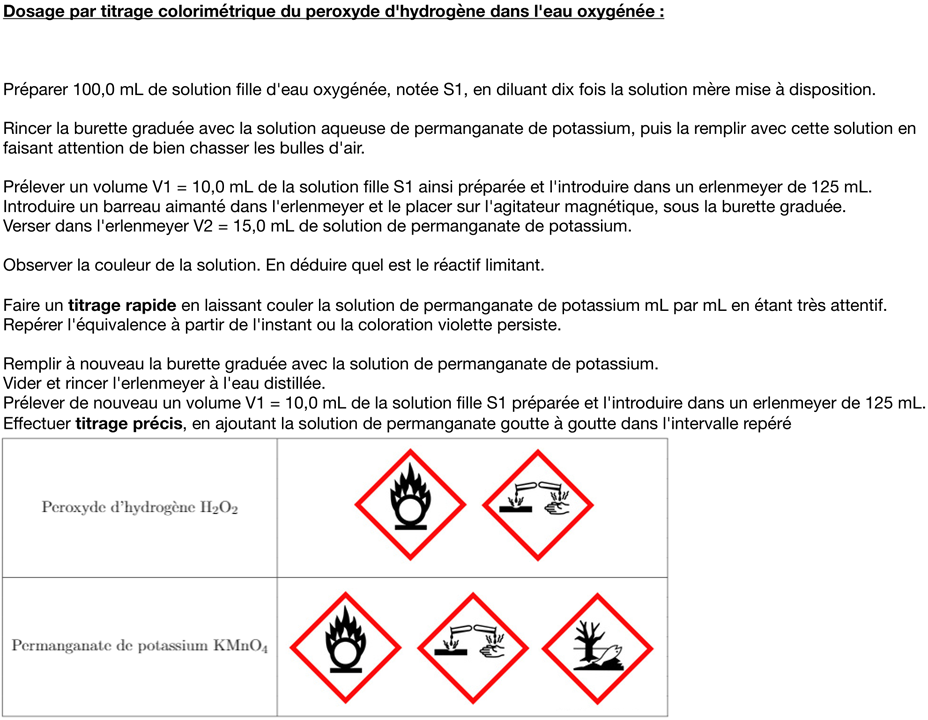 Dosage par titrage colorimétrique du peroxyde d'hydrogène dans l'eau oxygénée :
Préparer 100,0 mL de solution fille d'eau oxygénée, notée S1, en diluant dix fois la solution mère mise à disposition.
Rincer la burette graduée avec la solution aqueuse de permanganate de potassium, puis la remplir avec cette solution en
faisant attention de bien chasser les bulles d'air.
Prélever un volume V1 = 10,0 mL de la solution fille S1 ainsi préparée et l'introduire dans un erlenmeyer de 125 mL.
Introduire un barreau aimanté dans l'erlenmeyer et le placer sur l'agitateur magnétique, sous la burette graduée.
Verser dans l'erlenmeyer V2 = 15,0 mL de solution de permanganate de potassium.
Observer la couleur de la solution. En déduire quel est le réactif limitant.
Faire un titrage rapide en laissant couler la solution de permanganate de potassium mL par mL en étant très attentif.
Repérer l'équivalence à partir de l'instant ou la coloration violette persiste.
Remplir à nouveau la burette graduée avec la solution de permanganate de potassium.
Vider et rincer l'erlenmeyer à l'eau distillée.
Prélever de nouveau un volume V1 = 10,0 mL de la solution fille S1 préparée et l'introduire dans un erlenmeyer de 125 mL.
Effectuer titrage précis, en ajoutant la solution de permanganate goutte à goutte dans l'intervalle repéré
Peroxyde d'hydrogène H₂O₂
Permanganate de potassium KMnO₄